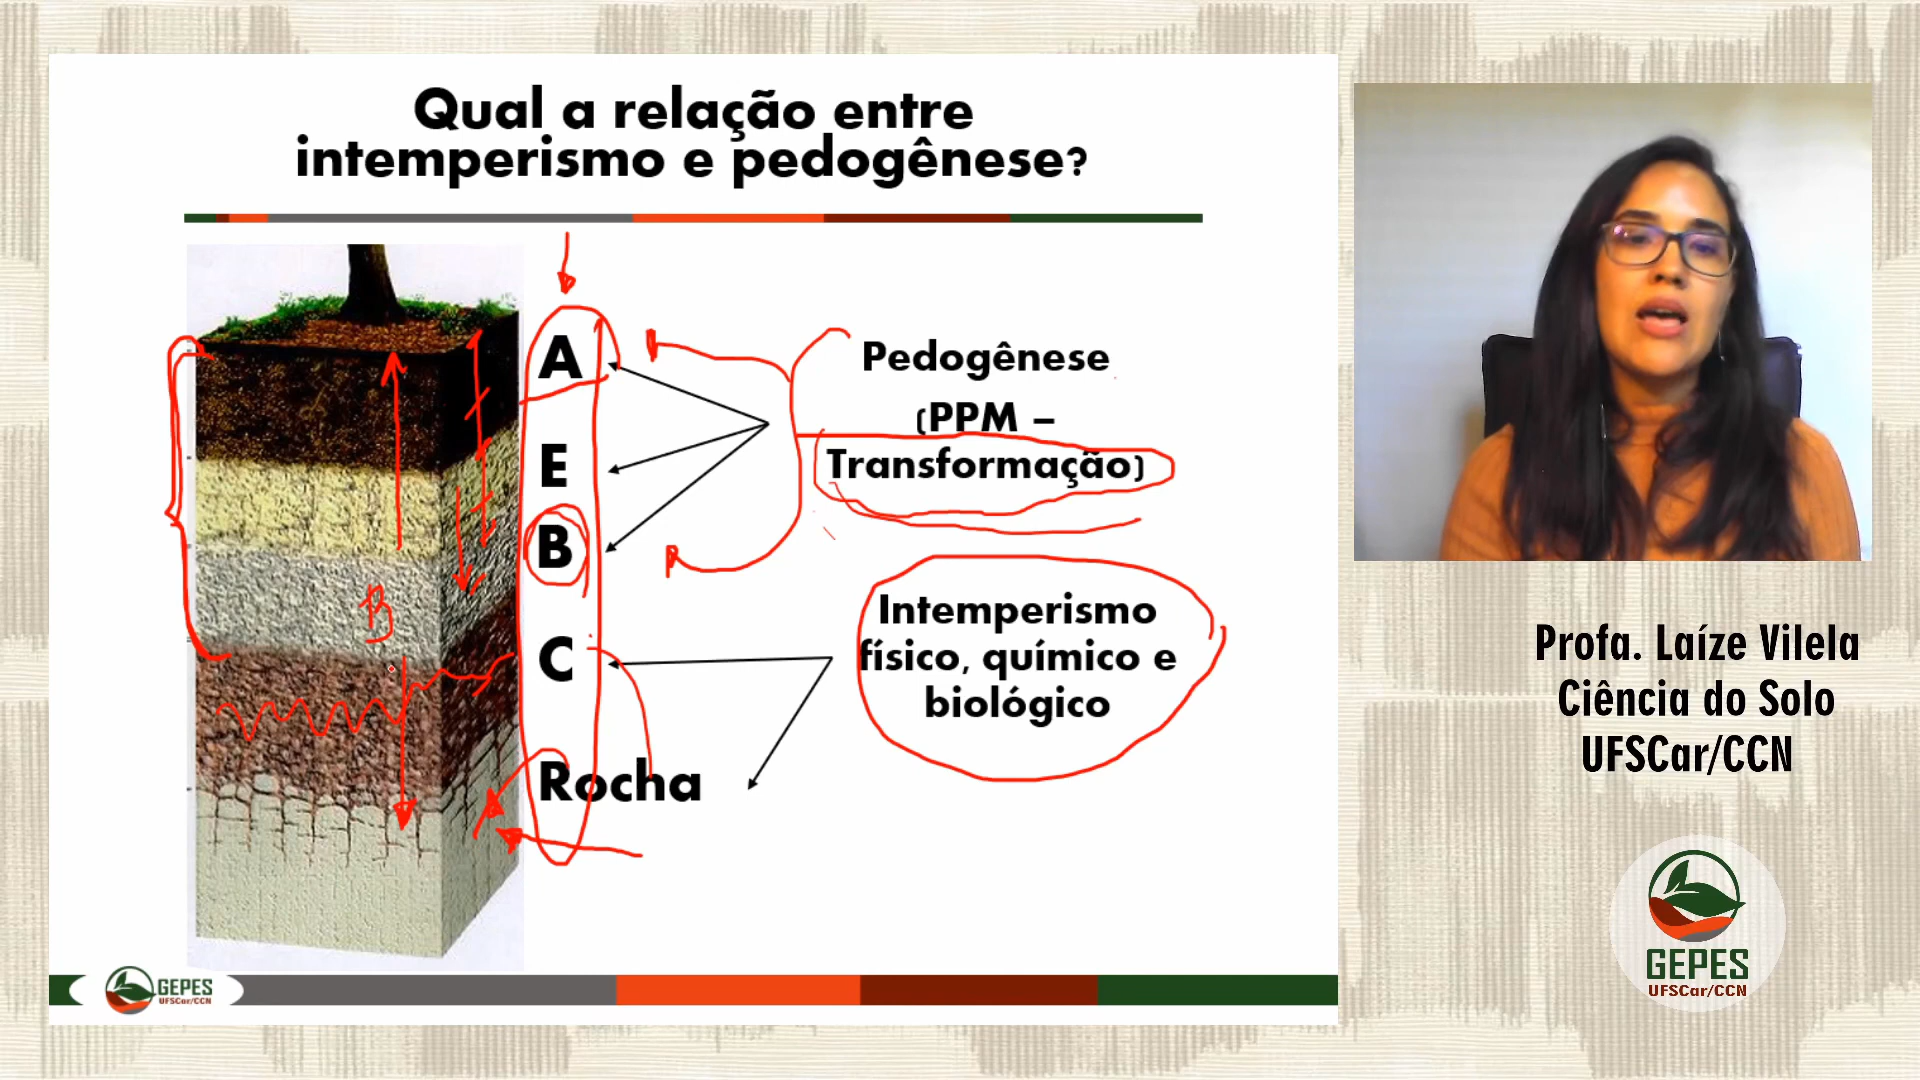 Qual a relação entre
intemperismo e pedogênese?
A
E
B
C
Rocha
Pedogênese
(PPM –
Transformação)
Intemperismo
físico, químico e
biológico
B
GEPES
UFSCar/CCN
Profa. Laíze Vilela
Ciência do Solo
UFSCar/CCN
GEPES
UFSCar/CCN